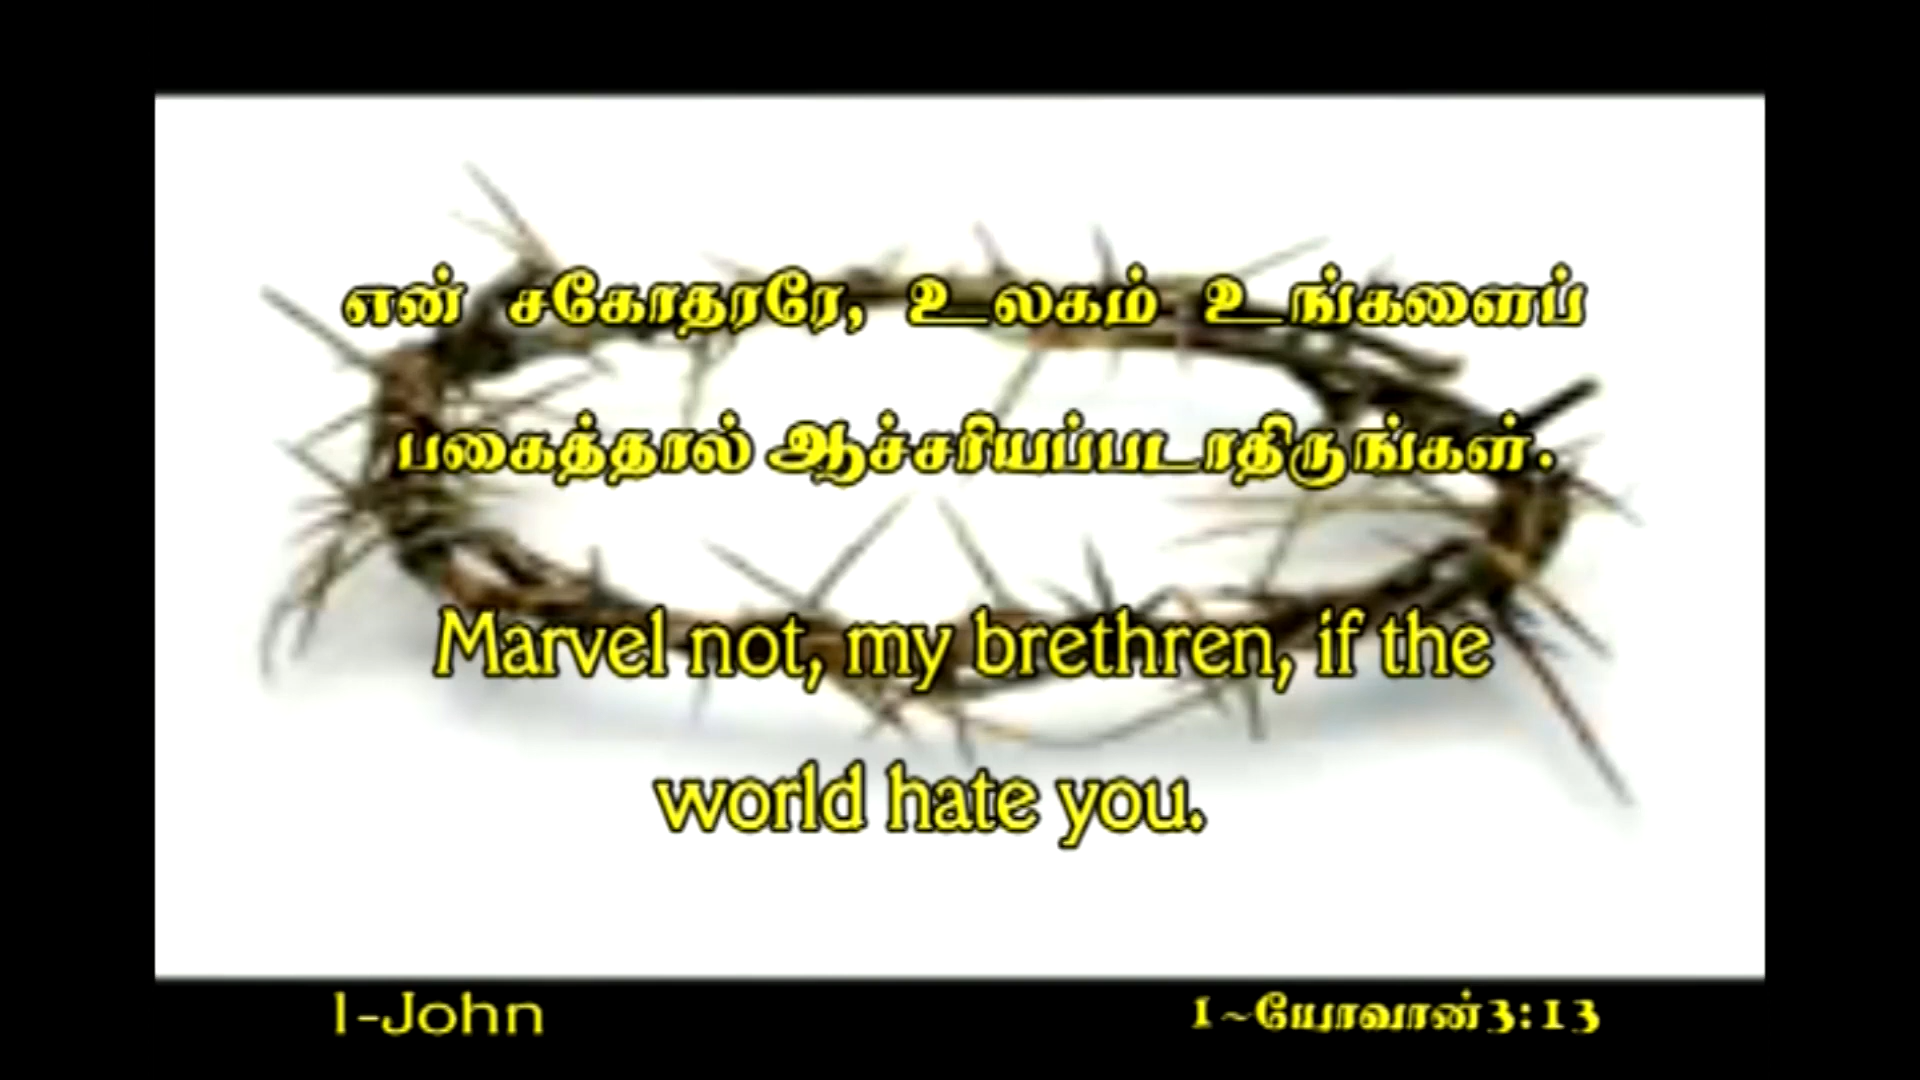 என் சகோதரரே, உலகம் உங்களைப்
பகைத்தால் ஆச்சரியப்படாதிருங்கள்.
Marvel not, my brethren, if the
world hate you.
1-John
1~யோவான் 3:13